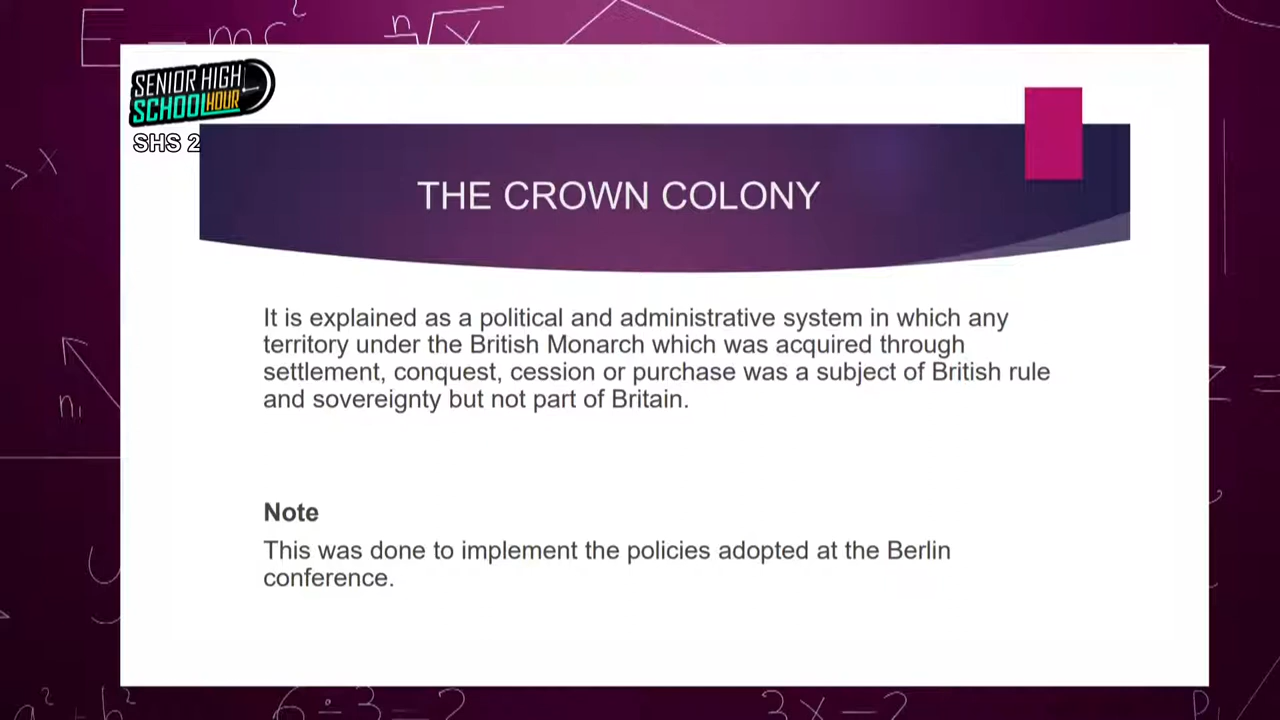 E = mc²
n√x
SENIOR HIGH
SCHOOL HOUR
SHS 2
THE CROWN COLONY
> x
It is explained as a political and administrative system in which any
territory under the British Monarch which was acquired through
settlement, conquest, cession or purchase was a subject of British rule
and sovereignty but not part of Britain.
n₁
Note
This was done to implement the policies adopted at the Berlin
conference.